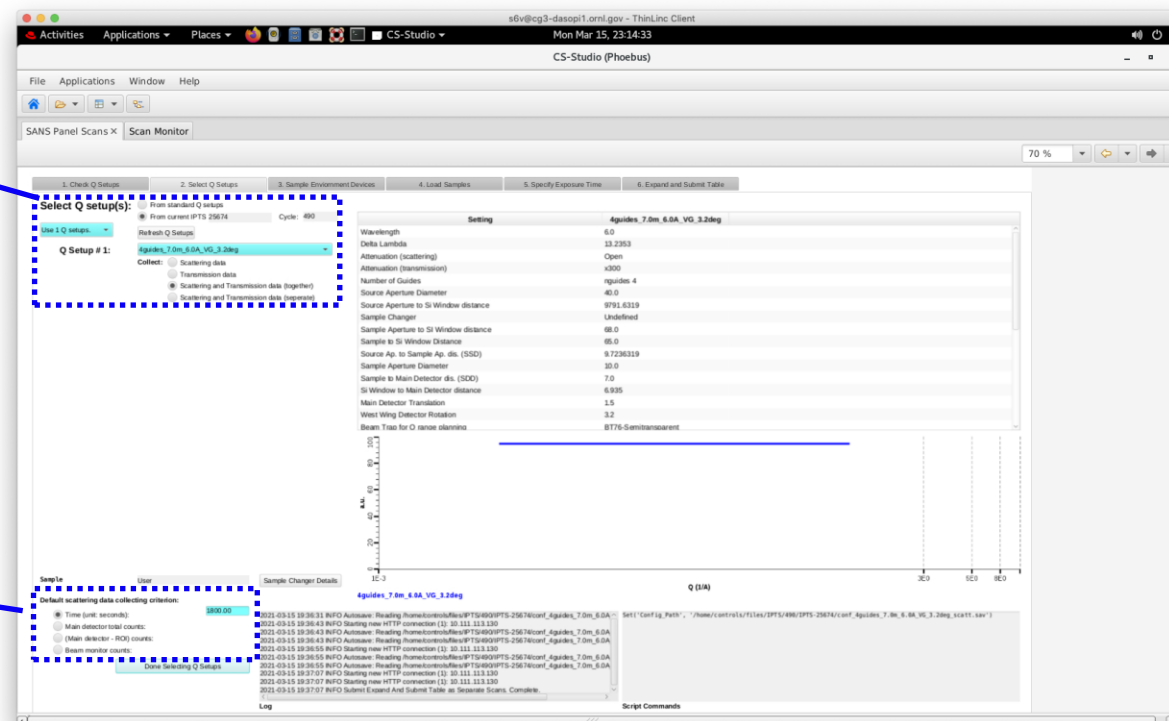 s6v@cg3-dasopi1.ornl.gov - ThinLinc Client
Activities Applications Places CS-Studio Mon Mar 15, 23:14:33
CS-Studio (Phoebus)
File Applications Window Help
SANS Panel Scans × Scan Monitor
70 %
1. Check Q Setups 2. Select Q Setups 3. Sample Enviornment Devices 4. Load Samples 5. Specify Exposure Time 6. Expand and Submit Table
Select Q setup(s): From standard Q setups
From current IPTS 25674 Cycle: 490
Use 1 Q setups. Refresh Q Setups
Q Setup # 1: 4guides_7.0m_6.0A_VG_3.2deg
Collect: Scattering data
Transmission data
Scattering and Transmission data (together)
Scattering and Transmission data (seperate)
Setting 4guides_7.0m_6.0A_VG_3.2deg
Wavelength 6.0
Delta Lambda 13.2353
Attenuation (scattering) Open
Attenuation (transmission) x300
Number of Guides nguides 4
Source Aperture Diameter 40.0
Source Aperture to Si Window distance 9791.6319
Sample Changer Undefined
Sample Aperture to SI Window distance 68.0
Sample to Si Window Distance 65.0
Source Ap. to Sample Ap. dis. (SSD) 9.7236319
Sample Aperture Diameter 10.0
Sample to Main Detector dis. (SDD) 7.0
Si Window to Main Detector distance 6.935
Main Detector Translation 1.5
West Wing Detector Rotation 3.2
Beam Trap for Q range planning BT76-Semitransparent
100
80
60
a.u.
40
20
0
1E-3 3E0 5E0 8E0
Q (1/A)
4guides_7.0m_6.0A_VG_3.2deg
Sample User Sample Changer Details
Default scattering data collecting criterion:
Time (unit: seconds): 1800.00
Main detector total counts:
(Main detector - ROI) counts:
Beam monitor counts:
Done Selecting Q Setups
2021-03-15 19:36:31 INFO Autosave: Reading /home/controls/files/IPTS/490/IPTS-25674/conf_4guides_7.0m_6.0A
2021-03-15 19:36:43 INFO Starting new HTTP connection (1): 10.111.113.130
2021-03-15 19:36:43 INFO Autosave: Reading /home/controls/files/IPTS/490/IPTS-25674/conf_4guides_7.0m_6.0A
2021-03-15 19:36:43 INFO Autosave: Reading /home/controls/files/IPTS/490/IPTS-25674/conf_4guides_7.0m_6.0A
2021-03-15 19:36:55 INFO Starting new HTTP connection (1): 10.111.113.130
2021-03-15 19:36:55 INFO Autosave: Reading /home/controls/files/IPTS/490/IPTS-25674/conf_4guides_7.0m_6.0A
2021-03-15 19:36:55 INFO Autosave: Reading /home/controls/files/IPTS/490/IPTS-25674/conf_4guides_7.0m_6.0A
2021-03-15 19:37:07 INFO Starting new HTTP connection (1): 10.111.113.130
2021-03-15 19:37:07 INFO Starting new HTTP connection (1): 10.111.113.130
2021-03-15 19:37:07 INFO Submit Expand And Submit Table as Separate Scans, Complete.
Log
Set('Config_Path', '/home/controls/files/IPTS/490/IPTS-25674/conf_4guides_7.0m_6.0A_VG_3.2deg_scatt.sav')
Script Commands